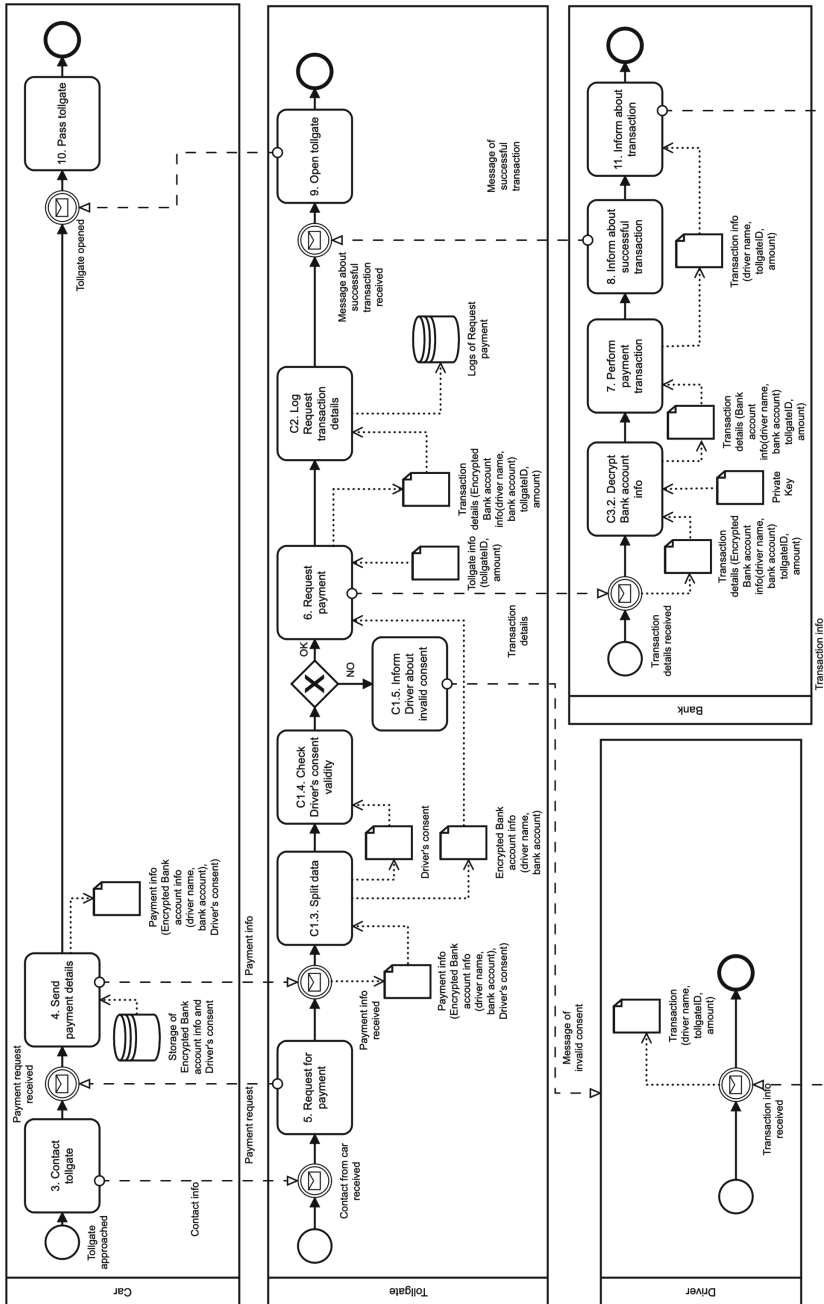 Car
Tollgate
approached
3. Contact
tollgate
Contact info
Payment request
received
4. Send
payment details
Storage of
Encrypted Bank
account info and
Driver's consent
Payment info
(Encrypted Bank
account info
(driver name,
bank account),
Driver's consent)
Tollgate opened
10. Pass tollgate
Payment request
Payment info
Tollgate
Contact from car
received
5. Request for
payment
Payment info
received
Payment info
(Encrypted Bank
account info
(driver name,
bank account),
Driver's consent)
C1.3. Split data
Driver's consent
Encrypted Bank
account info
(driver name,
bank account)
C1.4. Check
Driver's consent
validity
X
OK
NO
C1.5. Inform
Driver about
invalid consent
6. Request
payment
Tollgate info
(tollgateID,
amount)
Transaction
details (Encrypted
Bank account
info(driver name,
bank account)
tollgateID,
amount)
C2. Log
Request
transaction
details
Logs of Request
payment
Message about
successful
transaction
received
9. Open tollgate
Message of
invalid consent
Transaction
details
Message of
successful
transaction
Driver
Transaction info
received
Transaction
(driver name,
tollgateID,
amount)
Bank
Transaction
details received
Transaction
details (Encrypted
Bank account
info(driver name,
bank account)
tollgateID,
amount)
C3.2. Decrypt
Bank account
info
Private
Key
Transaction
details (Bank
account
info(driver name,
bank account)
tollgateID,
amount)
7. Perform
payment
transaction
8. Inform about
successful
transaction
Transaction info
(driver name,
tollgateID,
amount)
11. Inform about
transaction
Transaction info